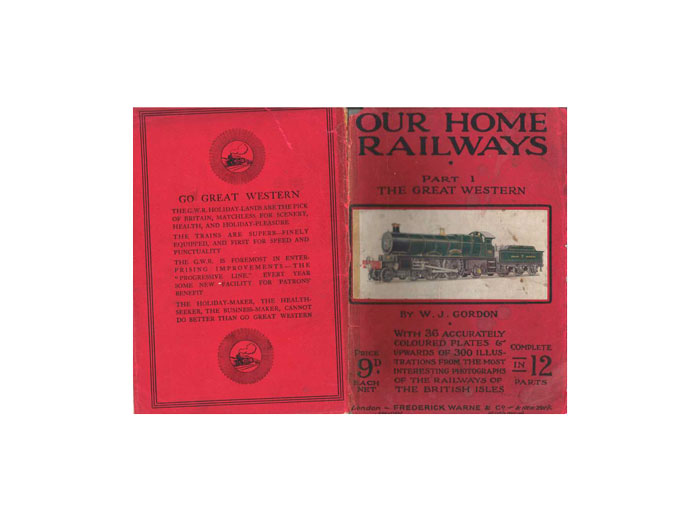 GO GREAT WESTERN
THE G.W.R. HOLIDAY-LANDS ARE THE PICK
OF BRITAIN, MATCHLESS FOR SCENERY,
HEALTH, AND HOLIDAY-PLEASURE
THE TRAINS ARE SUPERB—FINELY
EQUIPPED, AND FIRST FOR SPEED AND
PUNCTUALITY
THE G.W.R. IS FOREMOST IN ENTER-
PRISING IMPROVEMENTS—THE
"PROGRESSIVE LINE." EVERY YEAR
SOME NEW FACILITY FOR PATRONS'
BENEFIT
THE HOLIDAY-MAKER, THE HEALTH-
SEEKER, THE BUSINESS-MAKER, CANNOT
DO BETTER THAN GO GREAT WESTERN
OUR HOME
RAILWAYS
PART 1
THE GREAT WESTERN
BY W. J. GORDON
WITH 36 ACCURATELY
COLOURED PLATES &
UPWARDS OF 300 ILLUS-
TRATIONS FROM THE MOST
INTERESTING PHOTOGRAPHS
OF THE RAILWAYS OF
THE BRITISH ISLES
PRICE
9D.
EACH
NET
COMPLETE
IN 12
PARTS
London - FREDERICK WARNE & Co. - & New York.